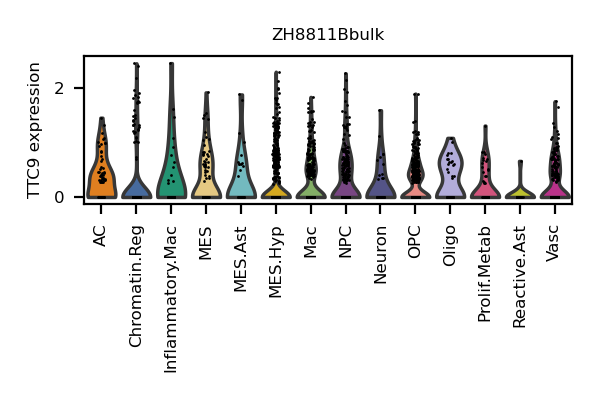 ZH8811Bbulk
TTC9 expression
2
0
AC
Chromatin.Reg
Inflammatory.Mac
MES
MES.Ast
MES.Hyp
Mac
NPC
Neuron
OPC
Oligo
Prolif.Metab
Reactive.Ast
Vasc